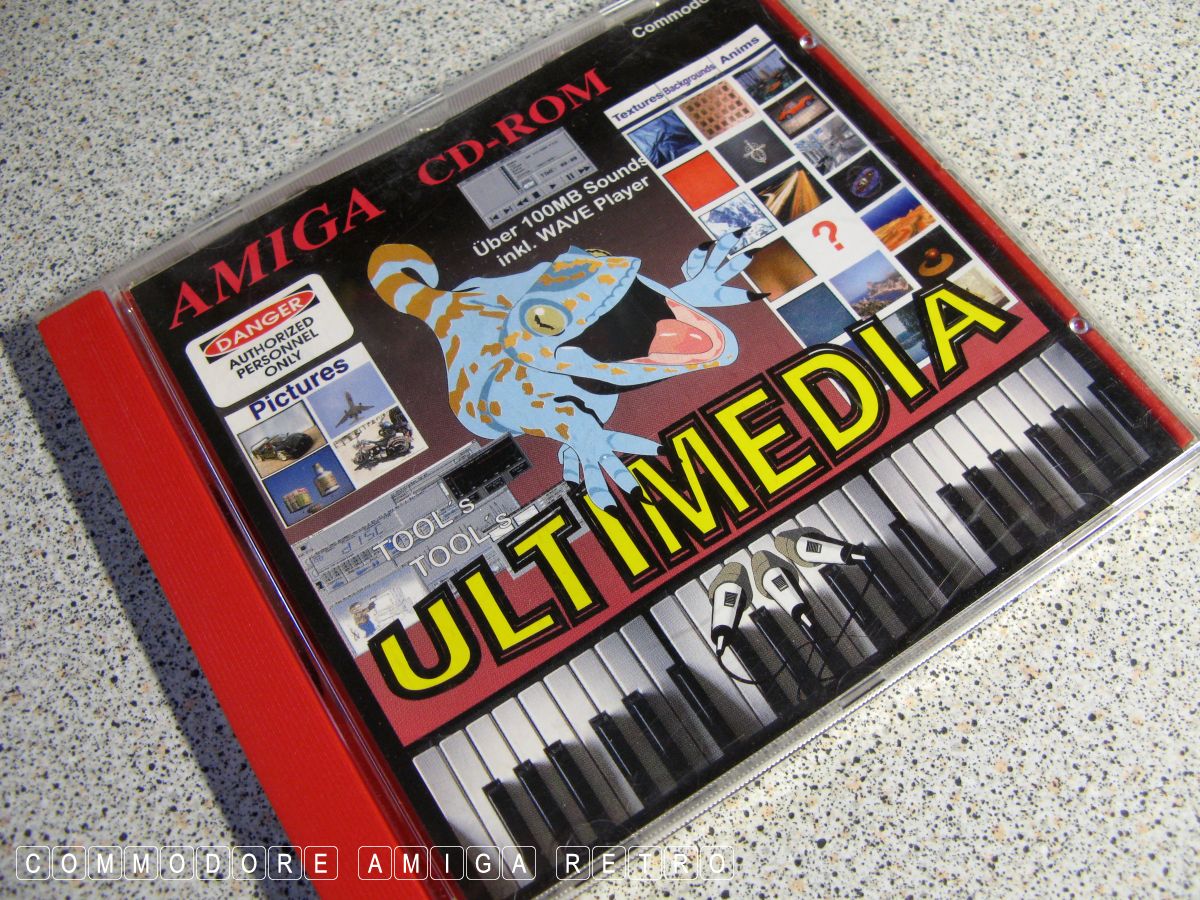 Commodo
AMIGA CD-ROM
Textures Backgrounds Anims
Über 100MB Sounds
inkl. WAVE Player
DANGER
AUTHORIZED
PERSONNEL
ONLY
Pictures
?
TOOL´s
TOOL´s
ULTIMEDIA
COMMODORE AMIGA RETRO